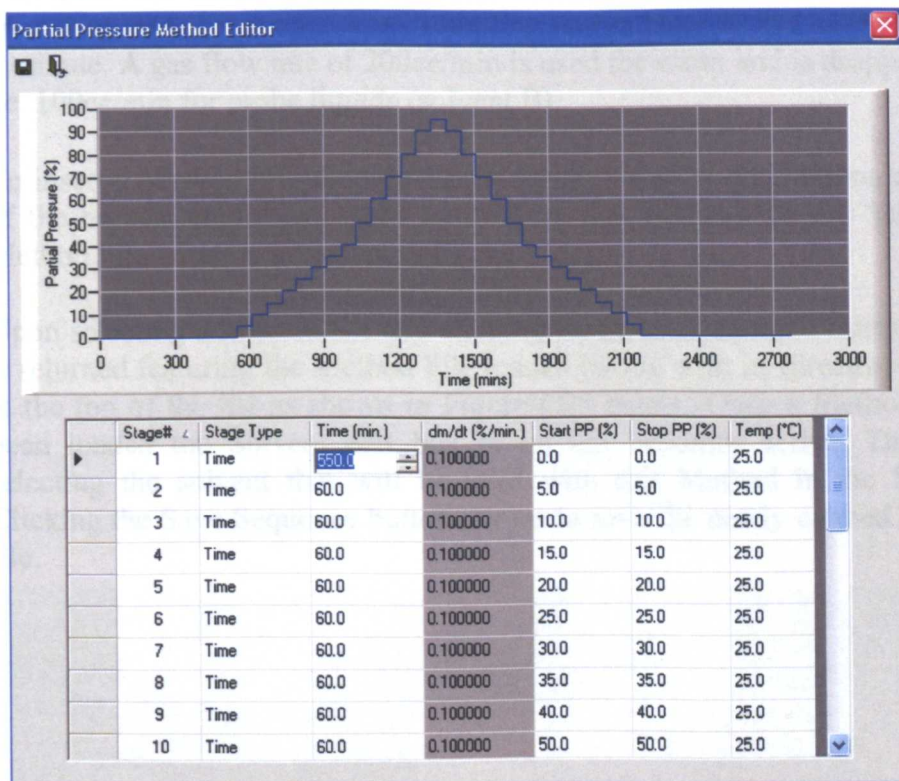 Partial Pressure Method Editor
Partial Pressure (%)
100
90
80
70
60
50
40
30
20
10
0
0 300 600 900 1200 1500 1800 2100 2400 2700 3000
Time (mins)
Stage# Stage Type Time (min.) dm/dt (%/min.) Start PP (%) Stop PP (%) Temp (°C)
1 Time 550.0 0.100000 0.0 0.0 25.0
2 Time 60.0 0.100000 5.0 5.0 25.0
3 Time 60.0 0.100000 10.0 10.0 25.0
4 Time 60.0 0.100000 15.0 15.0 25.0
5 Time 60.0 0.100000 20.0 20.0 25.0
6 Time 60.0 0.100000 25.0 25.0 25.0
7 Time 60.0 0.100000 30.0 30.0 25.0
8 Time 60.0 0.100000 35.0 35.0 25.0
9 Time 60.0 0.100000 40.0 40.0 25.0
10 Time 60.0 0.100000 50.0 50.0 25.0